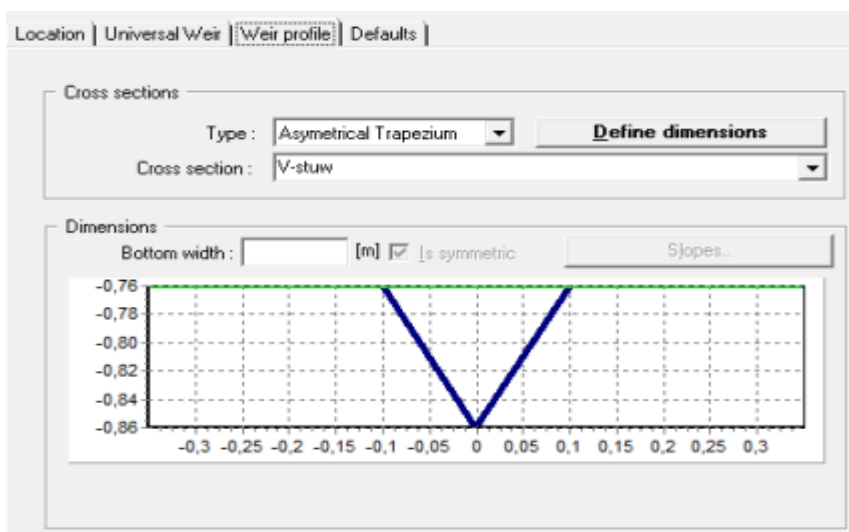 Location | Universal Weir | Weir profile | Defaults |
Cross sections
Type : Asymetrical Trapezium Define dimensions
Cross section : V-stuw
Dimensions
Bottom width : [m] Is symmetric Slopes..
-0,76
-0,78
-0,80
-0,82
-0,84
-0,86
-0,3 -0,25 -0,2 -0,15 -0,1 -0,05 0 0,05 0,1 0,15 0,2 0,25 0,3